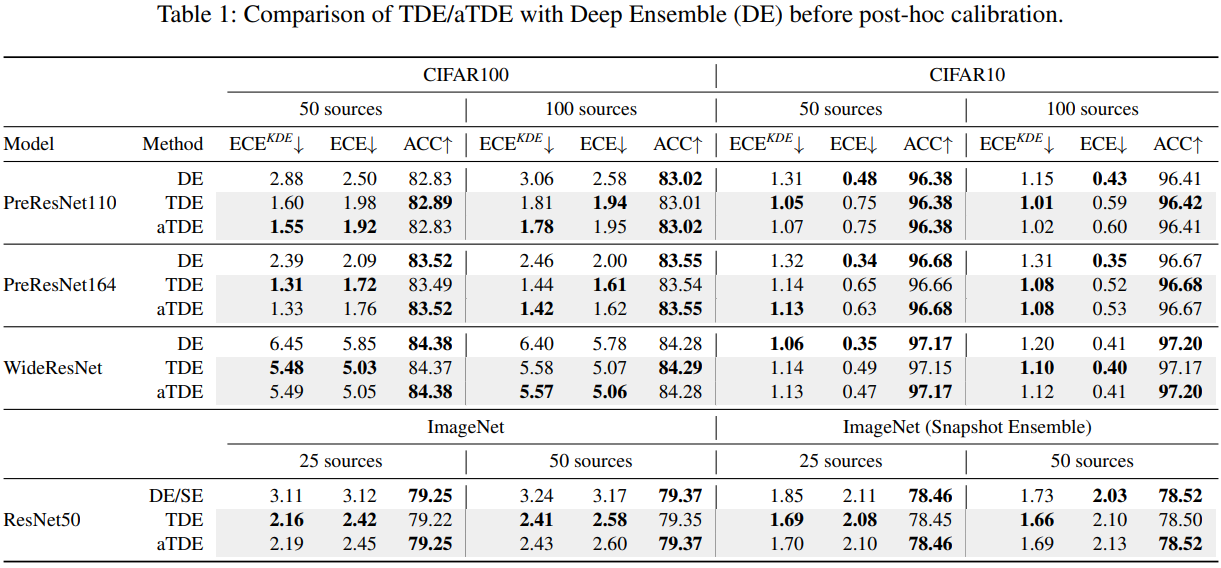 Table 1: Comparison of TDE/aTDE with Deep Ensemble (DE) before post-hoc calibration.
CIFAR100 CIFAR10
50 sources 100 sources 50 sources 100 sources
Model Method ECE^KDE↓ ECE↓ ACC↑ ECE^KDE↓ ECE↓ ACC↑ ECE^KDE↓ ECE↓ ACC↑ ECE^KDE↓ ECE↓ ACC↑
DE 2.88 2.50 82.83 3.06 2.58 83.02 1.31 0.48 96.38 1.15 0.43 96.41
PreResNet110 TDE 1.60 1.98 82.89 1.81 1.94 83.01 1.05 0.75 96.38 1.01 0.59 96.42
aTDE 1.55 1.92 82.83 1.78 1.95 83.02 1.07 0.75 96.38 1.02 0.60 96.41
DE 2.39 2.09 83.52 2.46 2.00 83.55 1.32 0.34 96.68 1.31 0.35 96.67
PreResNet164 TDE 1.31 1.72 83.49 1.44 1.61 83.54 1.14 0.65 96.66 1.08 0.52 96.68
aTDE 1.33 1.76 83.52 1.42 1.62 83.55 1.13 0.63 96.68 1.08 0.53 96.67
DE 6.45 5.85 84.38 6.40 5.78 84.28 1.06 0.35 97.17 1.20 0.41 97.20
WideResNet TDE 5.48 5.03 84.37 5.58 5.07 84.29 1.14 0.49 97.15 1.10 0.40 97.17
aTDE 5.49 5.05 84.38 5.57 5.06 84.28 1.13 0.47 97.17 1.12 0.41 97.20
ImageNet ImageNet (Snapshot Ensemble)
25 sources 50 sources 25 sources 50 sources
DE/SE 3.11 3.12 79.25 3.24 3.17 79.37 1.85 2.11 78.46 1.73 2.03 78.52
ResNet50 TDE 2.16 2.42 79.22 2.41 2.58 79.35 1.69 2.08 78.45 1.66 2.10 78.50
aTDE 2.19 2.45 79.25 2.43 2.60 79.37 1.70 2.10 78.46 1.69 2.13 78.52